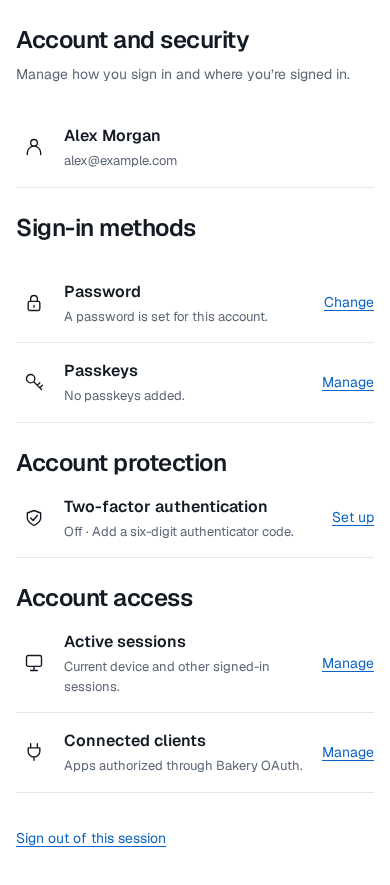 Account and security
Manage how you sign in and where you're signed in.
Alex Morgan
alex@example.com
Sign-in methods
Password
A password is set for this account.
Change
Passkeys
No passkeys added.
Manage
Account protection
Two-factor authentication
Off · Add a six-digit authenticator code.
Set up
Account access
Active sessions
Current device and other signed-in
sessions.
Manage
Connected clients
Apps authorized through Bakery OAuth.
Manage
Sign out of this session